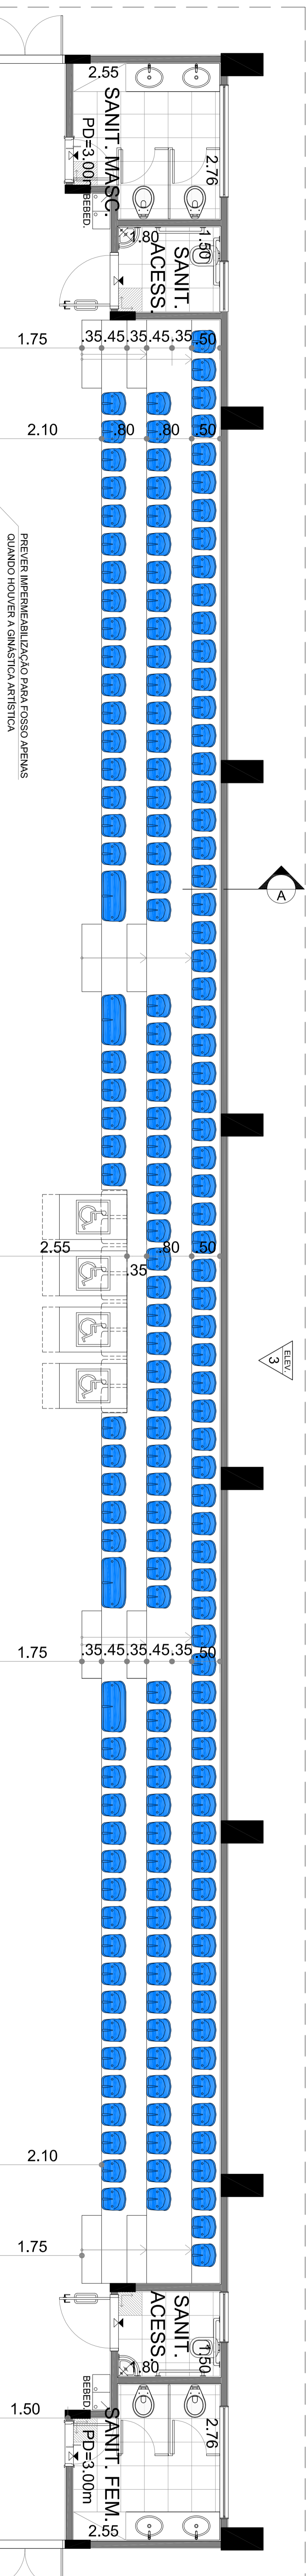 2.55
SANIT. MASC.
PD=3.00m
BEBED.
2.76
1.80
1.50
SANIT.
ACESS.
1.75
.35 .45 .35 .45 .35 .50
2.10
.80 .80 .50
PREVER IMPERMEABILIZAÇÃO PARA FOSSO APENAS
QUANDO HOUVER A GINÁSTICA ARTÍSTICA
A
2.55
.35
.80 .50
ELEV.
3
1.75
.35 .45 .35 .45 .35 .50
2.10
1.75
SANIT.
ACESS.
1.50
1.80
BEBED.
1.50
SANIT. FEM.
PD=3.00m
2.76
2.55